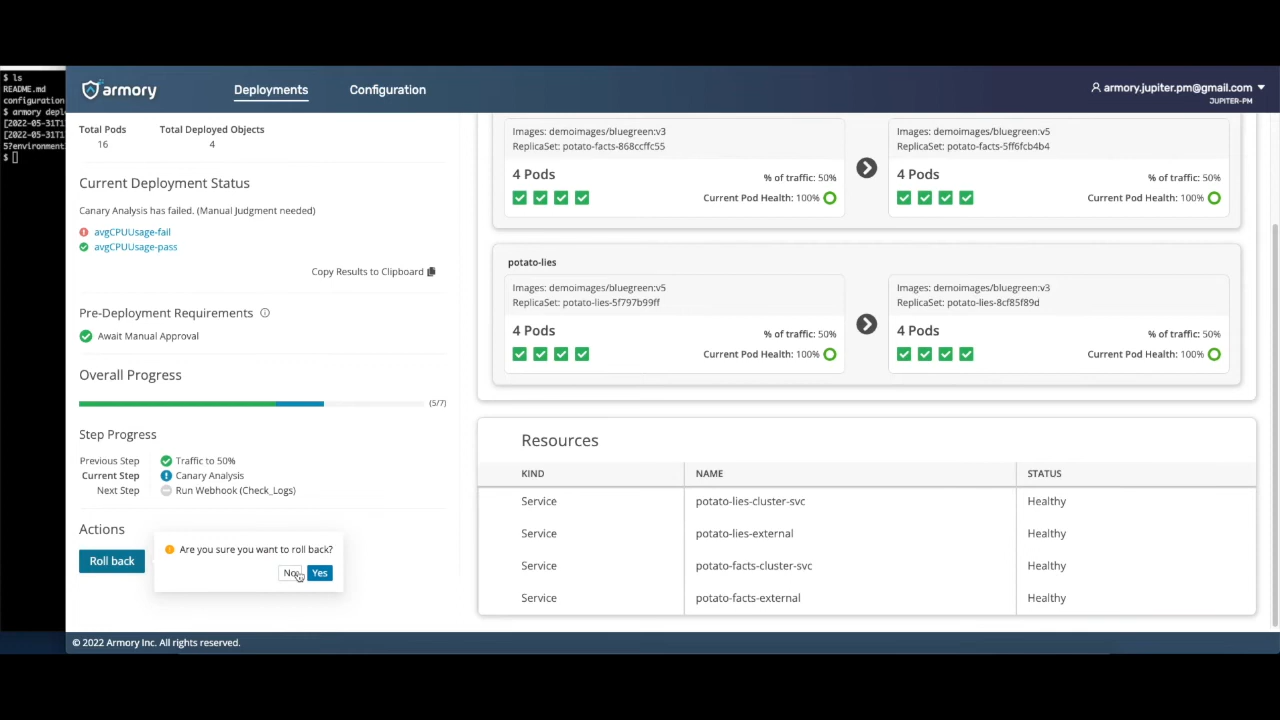 $ ls
README.md
configuration
$ armory depl
[2022-05-31T1
[2022-05-31T1
5?environment
$
armory
Deployments
Configuration
armory.jupiter.pm@gmail.com
JUPITER-PM
Total Pods
Total Deployed Objects
16
4
Current Deployment Status
Canary Analysis has failed. (Manual Judgment needed)
avgCPUUsage-fail
avgCPUUsage-pass
Copy Results to Clipboard
Pre-Deployment Requirements
Await Manual Approval
Overall Progress
(5/7)
Step Progress
Previous Step Traffic to 50%
Current Step Canary Analysis
Next Step Run Webhook (Check_Logs)
Actions
Roll back
Are you sure you want to roll back?
No Yes
Images: demoimages/bluegreen:v3
ReplicaSet: potato-facts-868ccffc55
4 Pods
% of traffic: 50%
Current Pod Health: 100%
Images: demoimages/bluegreen:v5
ReplicaSet: potato-facts-5ff6fcb4b4
4 Pods
% of traffic: 50%
Current Pod Health: 100%
potato-lies
Images: demoimages/bluegreen:v5
ReplicaSet: potato-lies-5f797b99ff
4 Pods
% of traffic: 50%
Current Pod Health: 100%
Images: demoimages/bluegreen:v3
ReplicaSet: potato-lies-8cf85f89d
4 Pods
% of traffic: 50%
Current Pod Health: 100%
Resources
KIND NAME STATUS
Service potato-lies-cluster-svc Healthy
Service potato-lies-external Healthy
Service potato-facts-cluster-svc Healthy
Service potato-facts-external Healthy
© 2022 Armory Inc. All rights reserved.